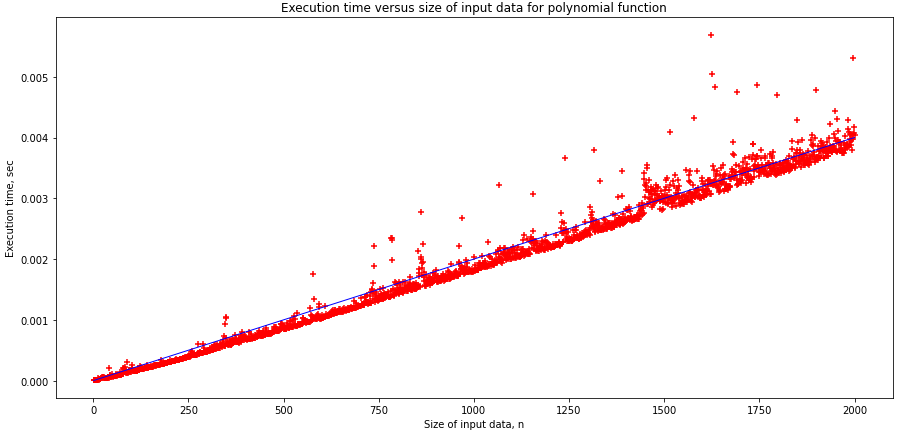 Execution time versus size of input data for polynomial function
Execution time, sec
0.005
0.004
0.003
0.002
0.001
0.000
0 250 500 750 1000 1250 1500 1750 2000
Size of input data, n